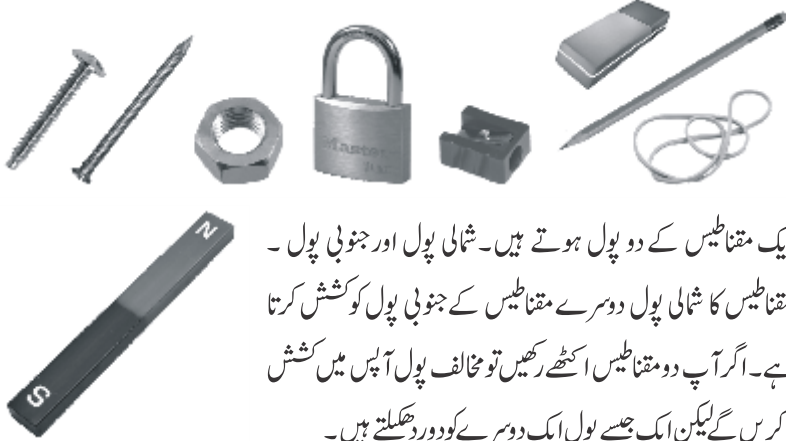 Master
N
S
یک مقناطیس کے دو پول ہوتے ہیں۔شمالی پول اور جنوبی پول ۔
قناطیس کا شمالی پول دوسرے مقناطیس کے جنوبی پول کو کشش کرتا
ہے۔اگر آپ دو مقناطیس اکٹھے رکھیں تو مخالف پول آپس میں کشش
کریں گے لیکن ایک جیسے پول ایک دوسرے کو دور دھکیلتے ہیں۔